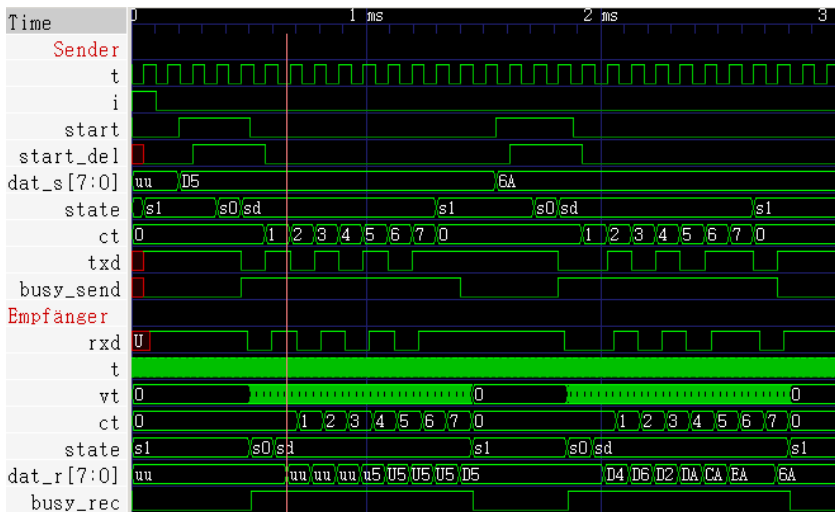 Time 0 1 ms 2 ms 3
Sender
t
i
start
start_del
dat_s[7:0] uu D5 6A
state s1 s0 sd s1 s0 sd s1
ct 0 1 2 3 4 5 6 7 0 1 2 3 4 5 6 7 0
txd
busy_send
Empfänger
rxd U
t
vt 0 0 0
ct 0 1 2 3 4 5 6 7 0 1 2 3 4 5 6 7 0
state s1 s0 sd s1 s0 sd s1
dat_r[7:0] uu uu uu uu u5 U5 U5 U5 D5 D4 D6 D2 DA CA EA 6A
busy_rec